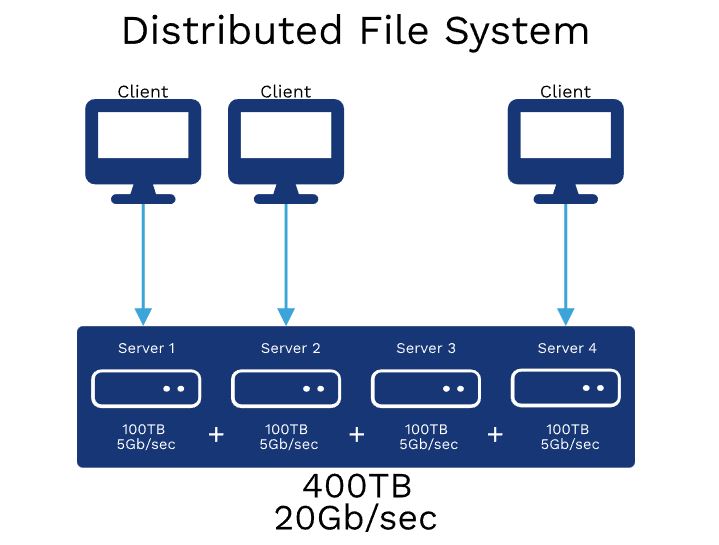 Distributed File System
Client Client Client
Server 1 Server 2 Server 3 Server 4
100TB 100TB 100TB 100TB
5Gb/sec + 5Gb/sec + 5Gb/sec + 5Gb/sec
400TB
20Gb/sec